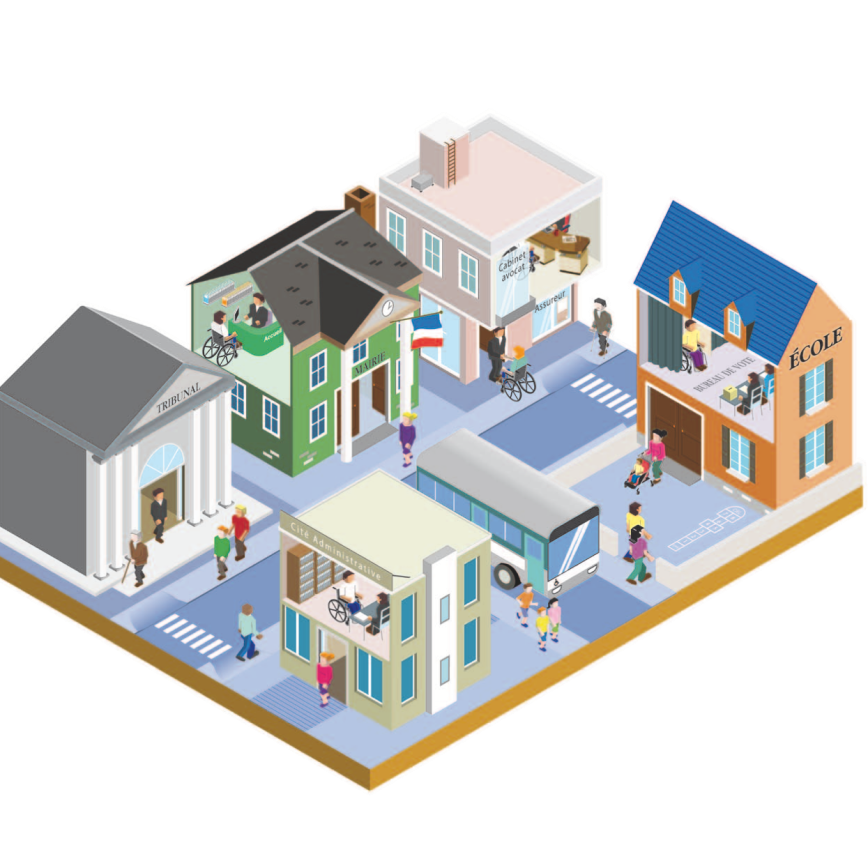 Cabinet
avocat
Assureur
ÉCOLE
BUREAU DE VOTE
Accueil
MAIRIE
TRIBUNAL
Cité Administrative